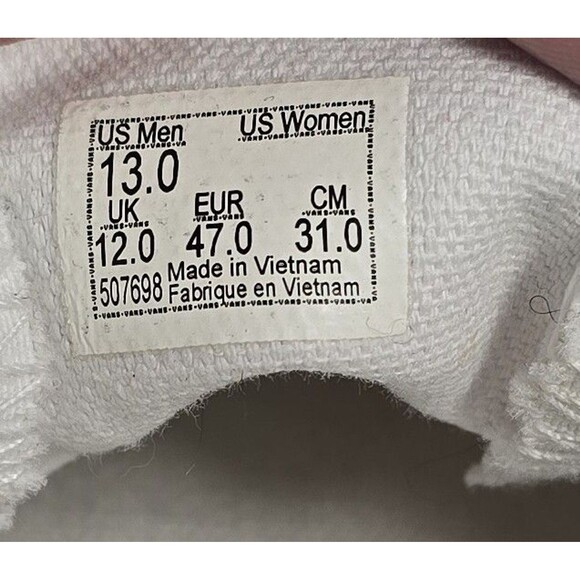 US Men US Women
13.0
UK EUR CM
12.0 47.0 31.0
507698 Made in Vietnam
Fabrique en Vietnam